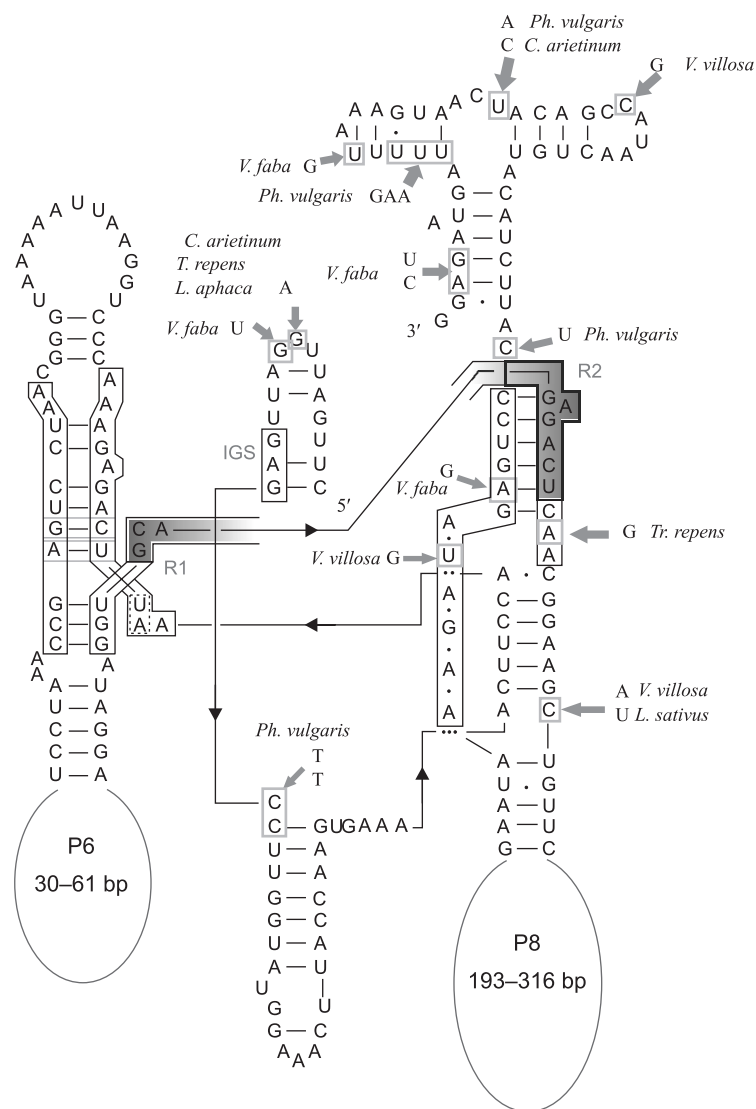 A Ph. vulgaris
C C. arietinum
G V. villosa
A A A G U A A C U A C A G C C A U
V. faba G U U U U U U G U C A A
Ph. vulgaris GAA
A G U A G A G G
A
C A U C U U A C
V. faba U C
3′
U Ph. vulgaris
R2
C. arietinum
T. repens
L. aphaca A
V. faba U
G G U
A U U G A G
U A G U U C
IGS
5′
U A A A A U U A A G G U
G G G C
C C C
A A U C C U G A G C C
A A A G A G A C U U G G
C A
G
R1
U
A A
C C U G A G
G A G A C U C A A C
G
V. faba
A U A G A A
V. villosa G
G Tr. repens
A C C U U C A
G G A A G C
A V. villosa
U L. sativus
A A
A U C C U
A U A G G A
P6
30–61 bp
Ph. vulgaris
T
T
C
C G U G A A A
U U G G U A U G G A A A C U
A A C C A U
A U A A G
U G U U C
P8
193–316 bp